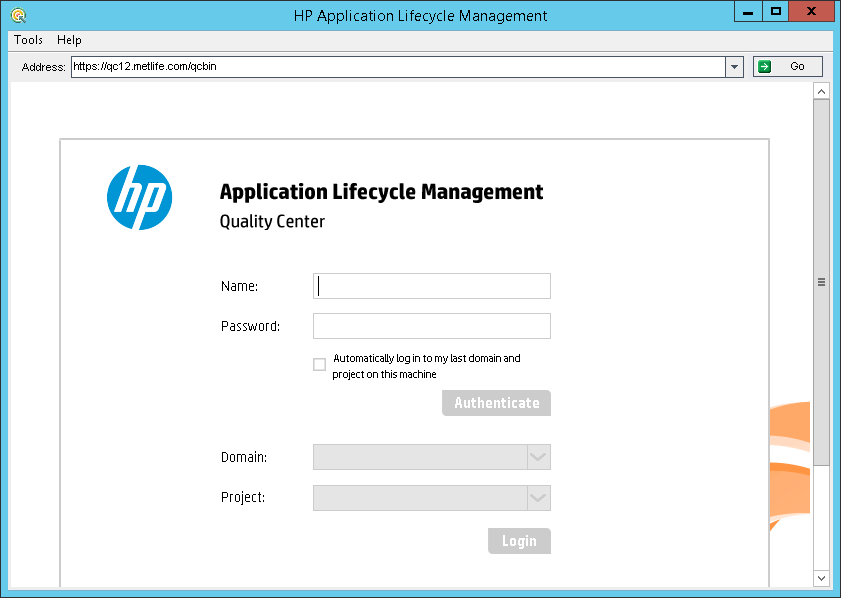 HP Application Lifecycle Management
Tools Help
Address: https://qc12.metlife.com/qcbin Go
hp
Application Lifecycle Management
Quality Center
Name:
Password:
Automatically log in to my last domain and
project on this machine
Authenticate
Domain:
Project:
Login